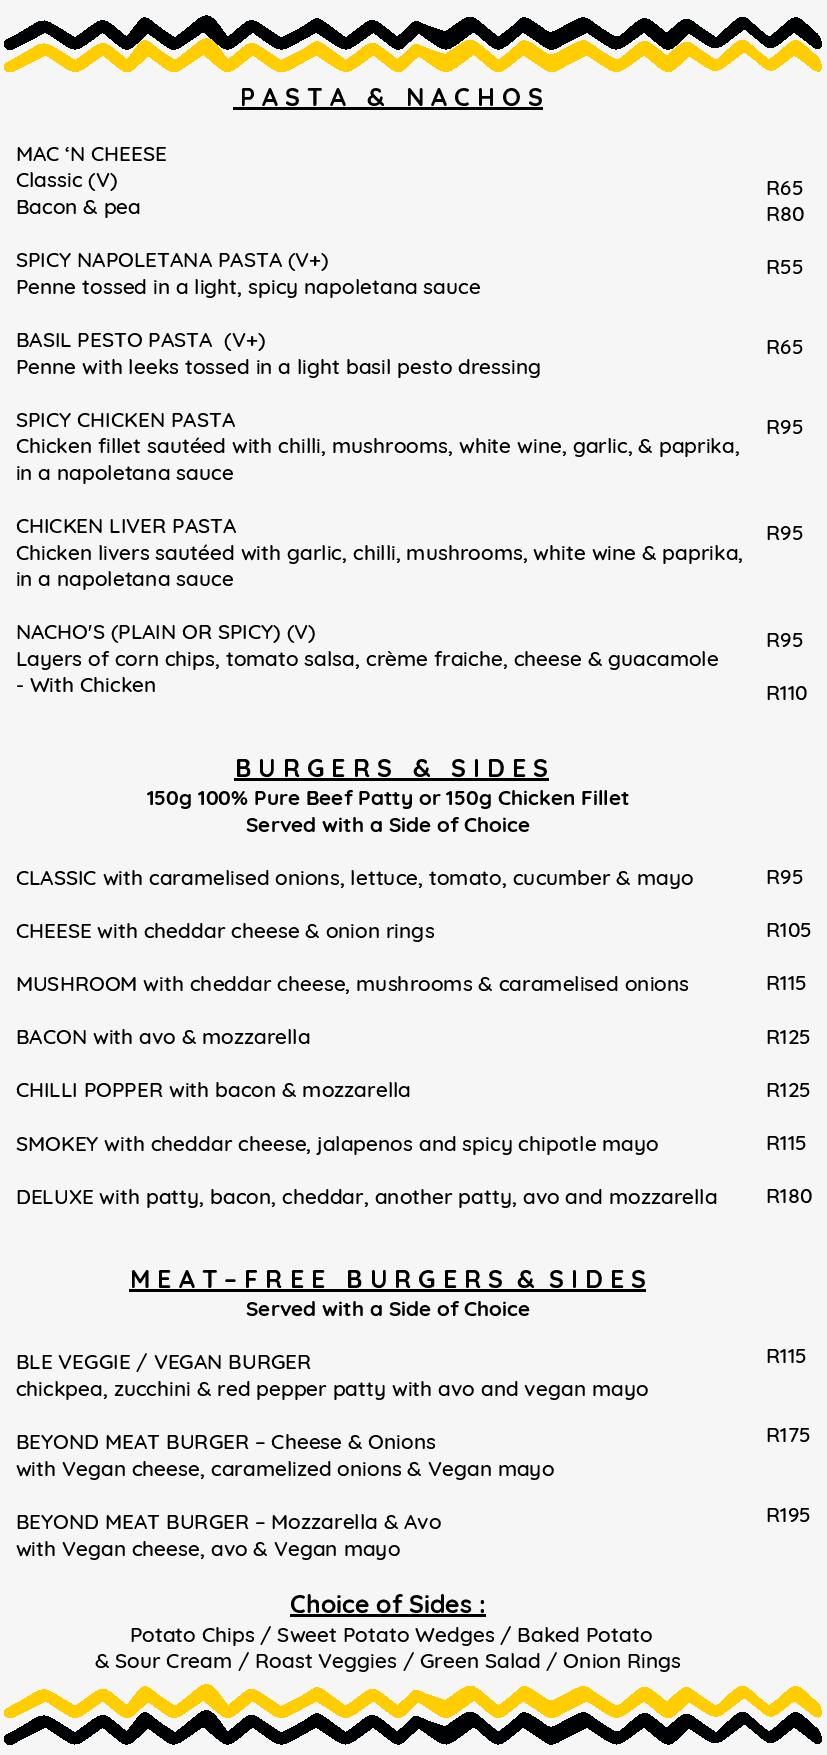 PASTA & NACHOS
MAC ‘N CHEESE
Classic (V) R65
Bacon & pea R80
SPICY NAPOLETANA PASTA (V+) R55
Penne tossed in a light, spicy napoletana sauce
BASIL PESTO PASTA (V+) R65
Penne with leeks tossed in a light basil pesto dressing
SPICY CHICKEN PASTA R95
Chicken fillet sautéed with chilli, mushrooms, white wine, garlic, & paprika,
in a napoletana sauce
CHICKEN LIVER PASTA R95
Chicken livers sautéed with garlic, chilli, mushrooms, white wine & paprika,
in a napoletana sauce
NACHO'S (PLAIN OR SPICY) (V) R95
Layers of corn chips, tomato salsa, crème fraiche, cheese & guacamole
- With Chicken R110
BURGERS & SIDES
150g 100% Pure Beef Patty or 150g Chicken Fillet
Served with a Side of Choice
CLASSIC with caramelised onions, lettuce, tomato, cucumber & mayo R95
CHEESE with cheddar cheese & onion rings R105
MUSHROOM with cheddar cheese, mushrooms & caramelised onions R115
BACON with avo & mozzarella R125
CHILLI POPPER with bacon & mozzarella R125
SMOKEY with cheddar cheese, jalapenos and spicy chipotle mayo R115
DELUXE with patty, bacon, cheddar, another patty, avo and mozzarella R180
MEAT-FREE BURGERS & SIDES
Served with a Side of Choice
BLE VEGGIE / VEGAN BURGER R115
chickpea, zucchini & red pepper patty with avo and vegan mayo
BEYOND MEAT BURGER – Cheese & Onions R175
with Vegan cheese, caramelized onions & Vegan mayo
BEYOND MEAT BURGER – Mozzarella & Avo R195
with Vegan cheese, avo & Vegan mayo
Choice of Sides :
Potato Chips / Sweet Potato Wedges / Baked Potato
& Sour Cream / Roast Veggies / Green Salad / Onion Rings